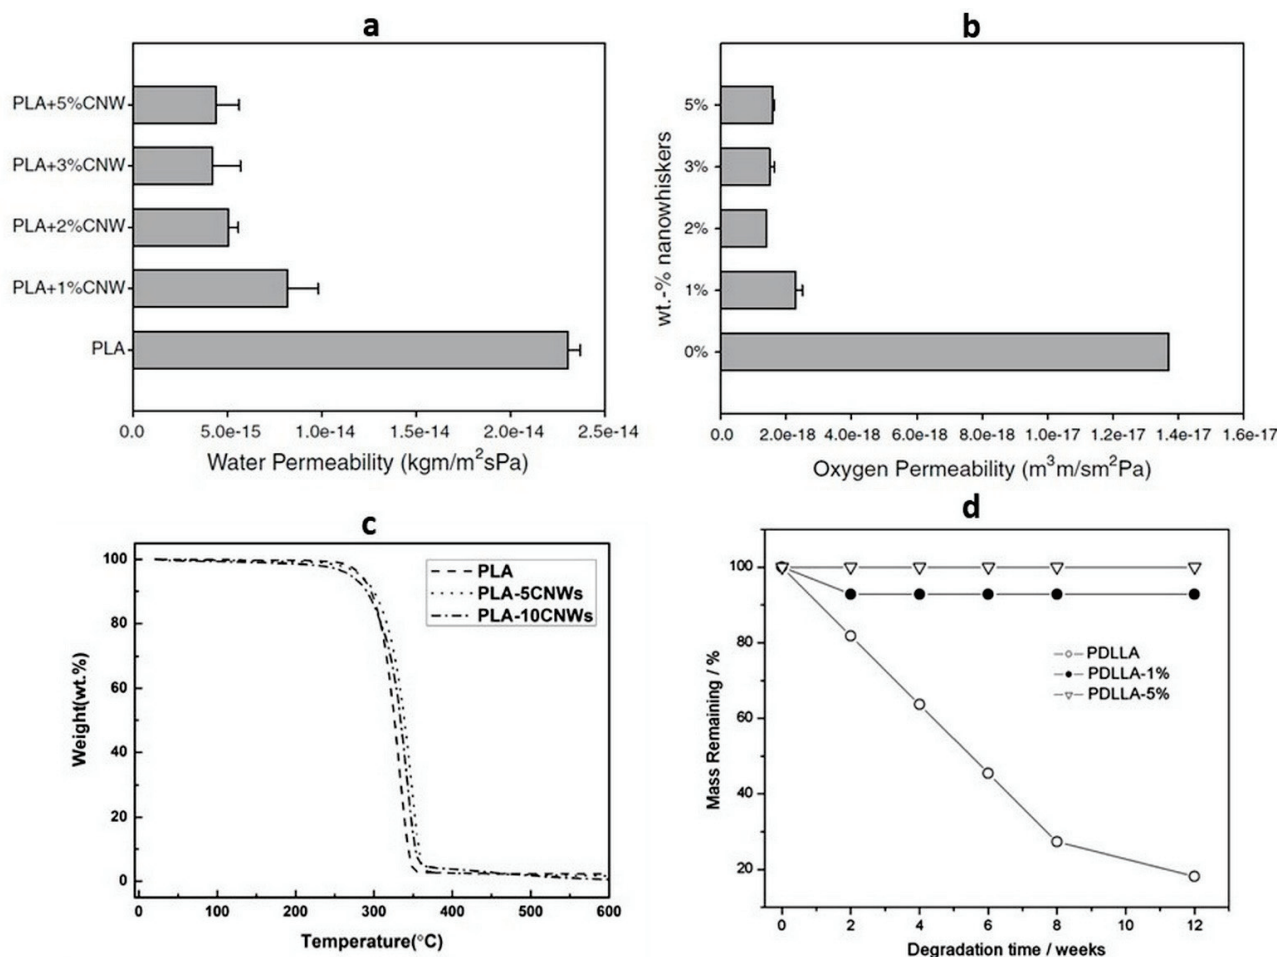 a
PLA+5%CNW
PLA+3%CNW
PLA+2%CNW
PLA+1%CNW
PLA
0.0 5.0e-15 1.0e-14 1.5e-14 2.0e-14 2.5e-14
Water Permeability (kgm/m²sPa)
b
wt.-% nanowhiskers
5%
3%
2%
1%
0%
0.0 2.0e-18 4.0e-18 6.0e-18 8.0e-18 1.0e-17 1.2e-17 1.4e-17 1.6e-17
Oxygen Permeability (m³m/sm²Pa)
c
Weight(wt.%)
100
80
60
40
20
0
PLA
PLA-5CNWs
PLA-10CNWs
0 100 200 300 400 500 600
Temperature(°C)
d
Mass Remaining / %
100
80
60
40
20
PDLLA
PDLLA-1%
PDLLA-5%
0 2 4 6 8 10 12
Degradation time / weeks